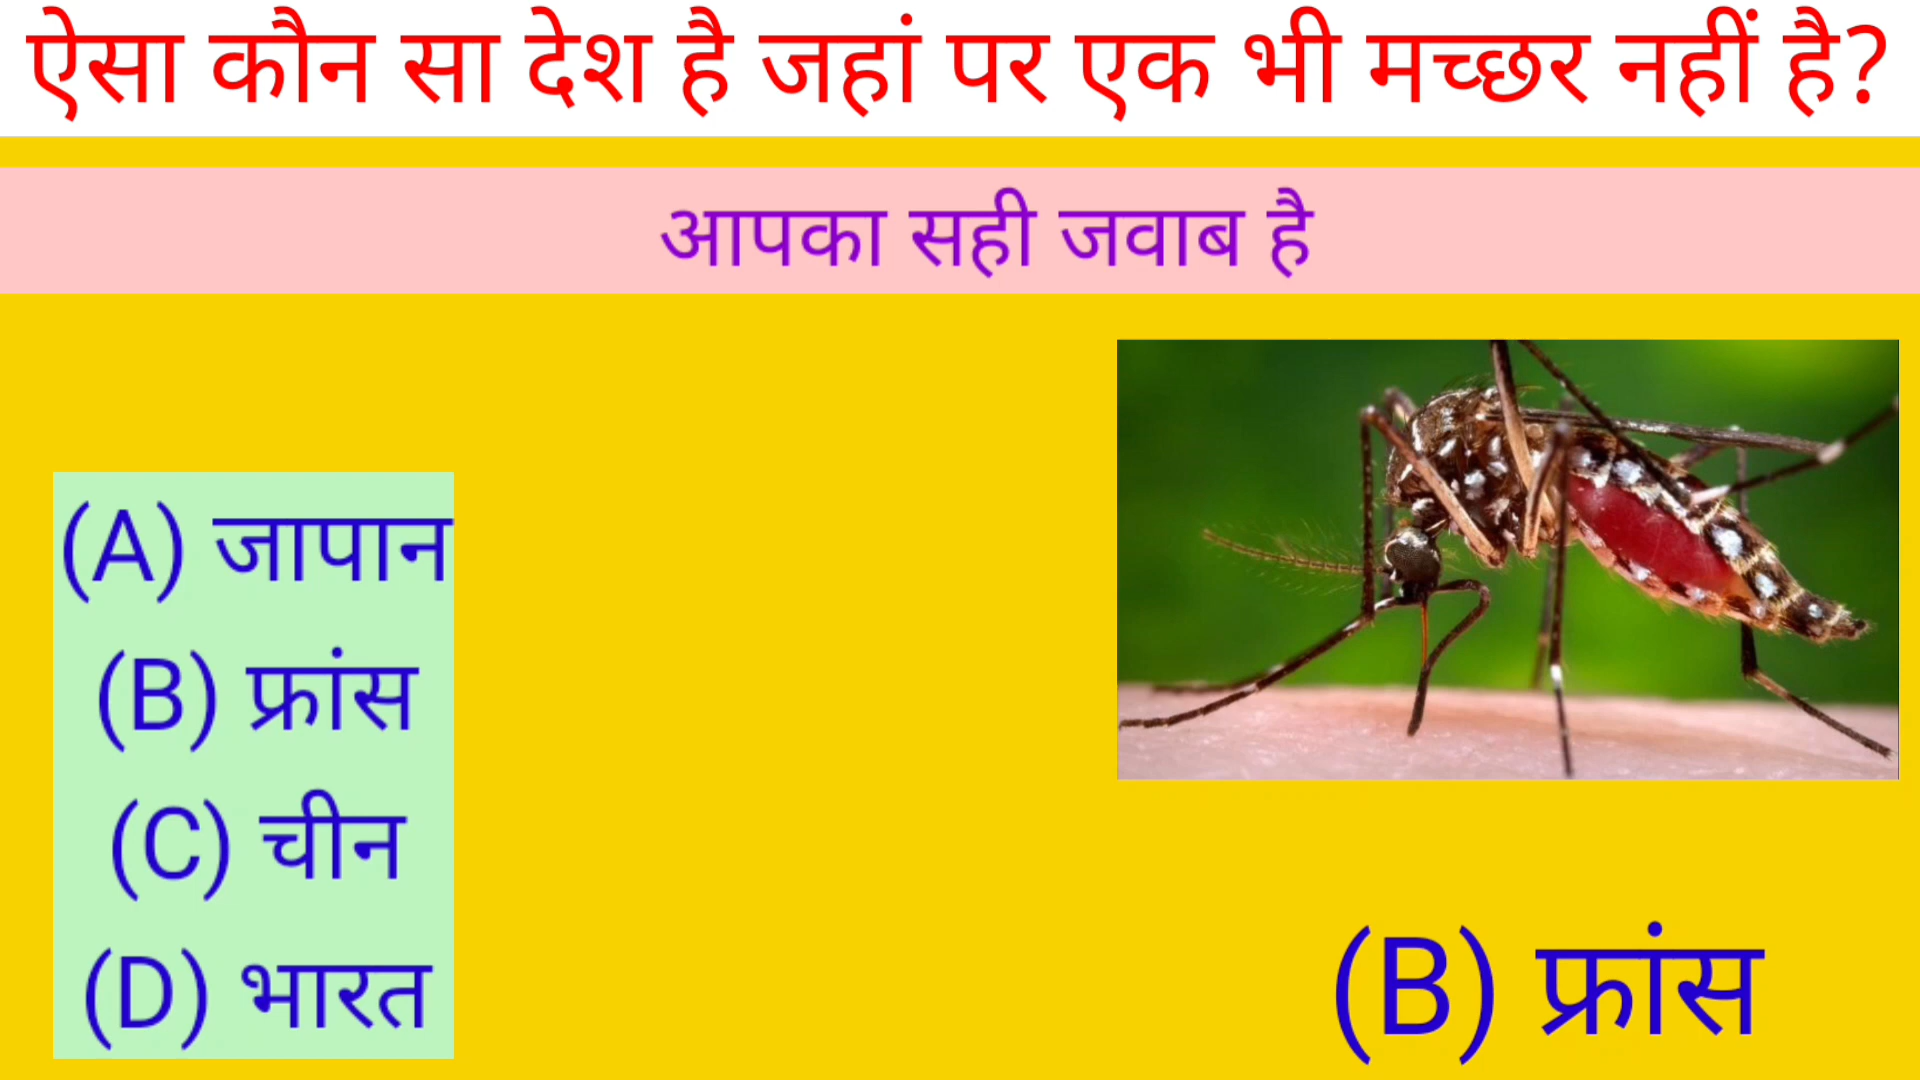 ऐसा कौन सा देश है जहां पर एक भी मच्छर नहीं है?
आपका सही जवाब है
(A) जापान
(B) फ्रांस
(C) चीन
(D) भारत
(B) फ्रांस